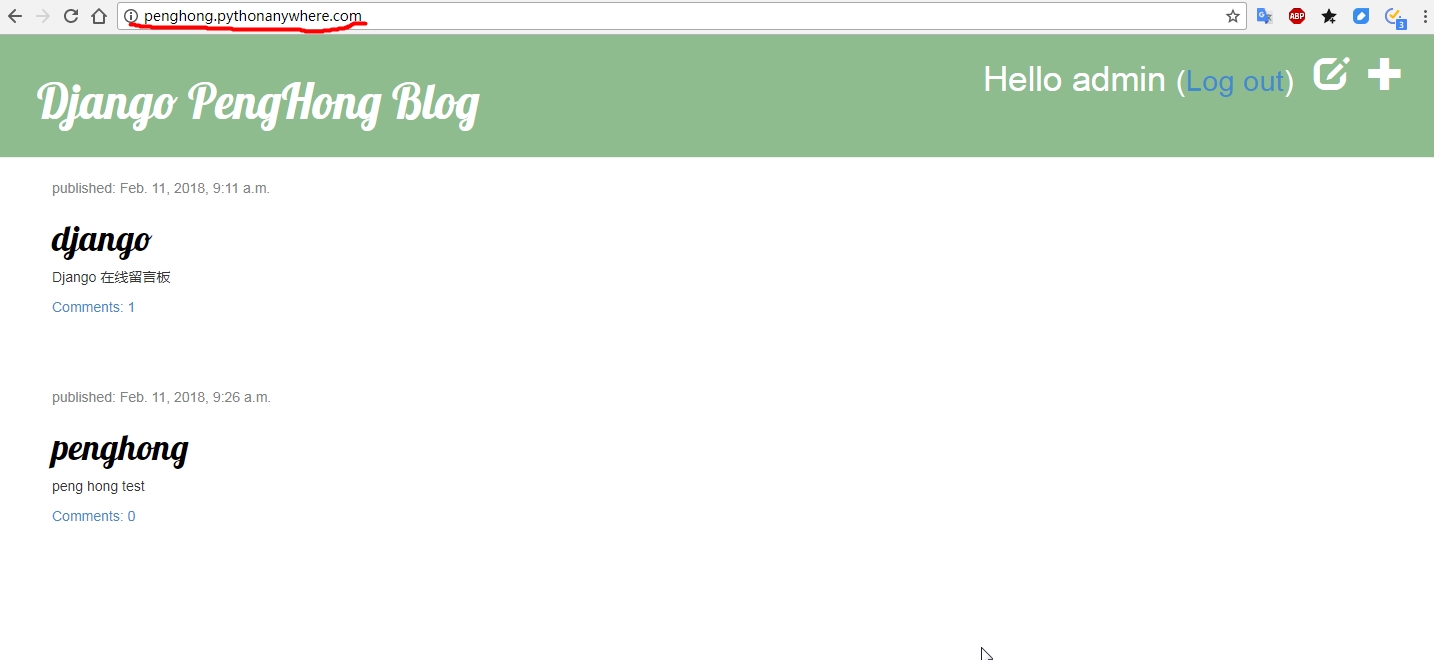 penghong.pythonanywhere.com
ABP
3
Django PengHong Blog
Hello admin (Log out)
published: Feb. 11, 2018, 9:11 a.m.
django
Django 在线留言板
Comments: 1
published: Feb. 11, 2018, 9:26 a.m.
penghong
peng hong test
Comments: 0